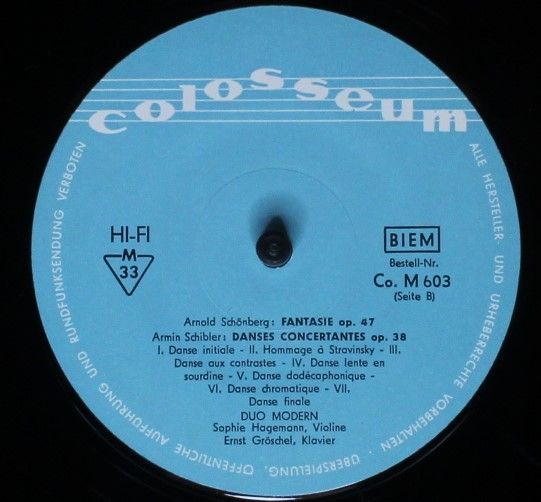 colosseum
HI-FI
M
33
BIEM
Bestell-Nr.
Co. M 603
(Seite B)
Arnold Schönberg: FANTASIE op. 47
Armin Schibler: DANSES CONCERTANTES op. 38
I. Danse initiale - II. Hommage à Stravinsky - III.
Danse aux contrastes - IV. Danse lente en
sourdine - V. Danse dodécaphonique -
VI. Danse chromatique - VII.
Danse finale
DUO MODERN
Sophie Hagemann, Violine
Ernst Gröschel, Klavier
ALLE HERSTELLER UND URHEBERRECHTE VORBEHALTEN · ÜBERSPIELUNG, ÖFFENTLICHE AUFFÜHRUNG UND RUNDFUNKSENDUNG VERBOTEN